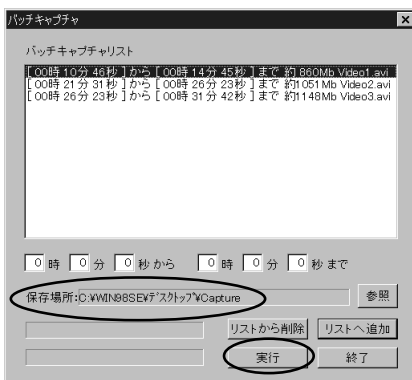 バッチキャプチャ
バッチキャプチャリスト
[ 00時 10分 46秒 ] から [ 00時 14分 45秒 ] まで 約 860Mb Video1.avi
[ 00時 21分 31秒 ] から [ 00時 26分 23秒 ] まで 約1051Mb Video2.avi
[ 00時 26分 23秒 ] から [ 00時 31分 42秒 ] まで 約1148Mb Video3.avi
0 時 0 分 0 秒 から 0 時 0 分 0 秒 まで
保存場所:C:¥WIN98SE¥ﾃﾞｽｸﾄｯﾌﾟ¥Capture 参照
リストから削除 リストへ追加
実行 終了